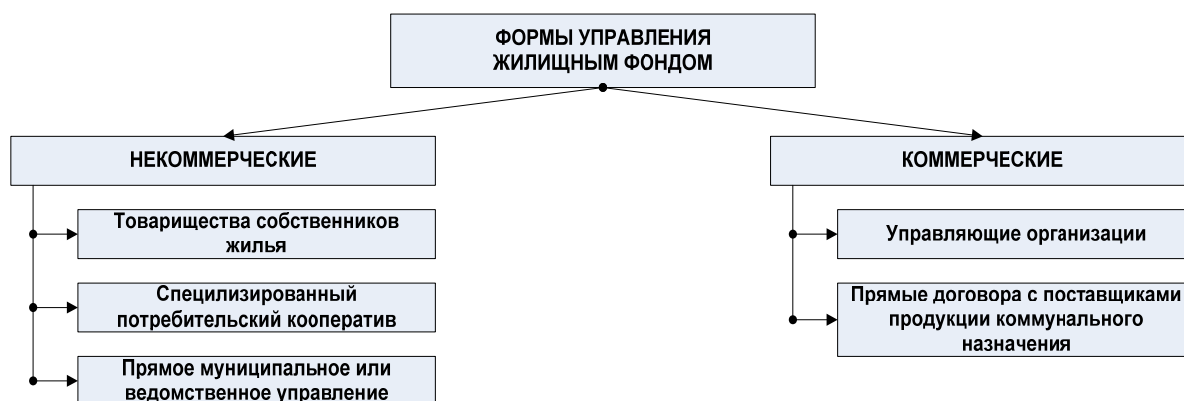 ФОРМЫ УПРАВЛЕНИЯ
ЖИЛИЩНЫМ ФОНДОМ
НЕКОММЕРЧЕСКИЕ
Товарищества собственников
жилья
Специлизированный
потребительский кооператив
Прямое муниципальное или
ведомственное управление
КОММЕРЧЕСКИЕ
Управляющие организации
Прямые договора с поставщиками
продукции коммунального
назначения